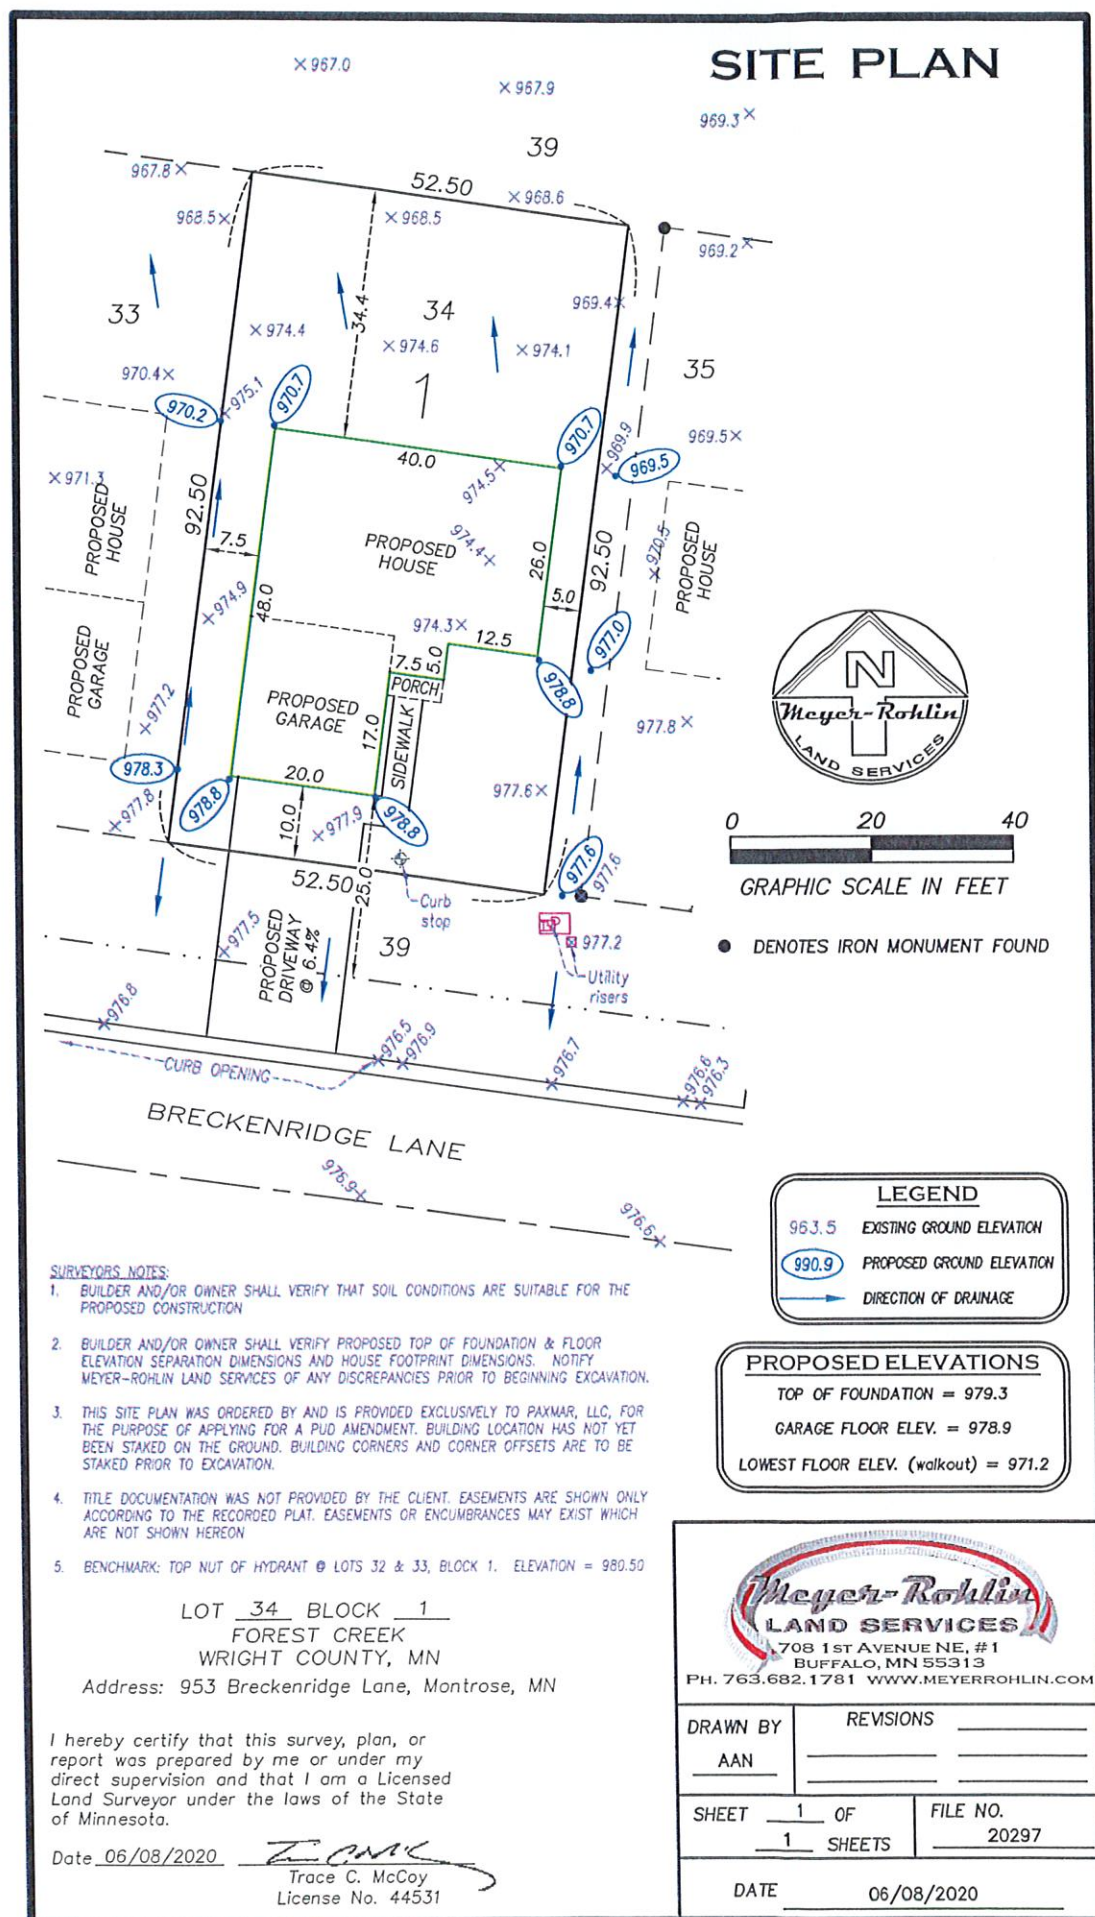 SITE PLAN
967.0
967.9
969.3
39
967.8
52.50
968.6
968.5
968.5
969.2
33
34.4
34
969.4
974.4
974.6
974.1
35
970.4
1
970.2
975.1
970.7
970.7
969.9
969.5
969.5
971.3
40.0
974.5
PROPOSED
HOUSE
92.50
7.5
PROPOSED
HOUSE
974.4
26.0
92.50
970.5
PROPOSED
HOUSE
5.0
974.9
48.0
974.3
12.5
7.5
5.0
977.0
PROPOSED
GARAGE
PORCH
978.8
977.2
PROPOSED
GARAGE
17.0
SIDEWALK
977.8
978.3
978.8
20.0
978.8
977.6
977.8
10.0
977.9
977.6
977.6
52.50
25.0
Curb
stop
977.5
PROPOSED
DRIVEWAY
@ 6.4%
39
977.2
Utility
risers
976.8
976.5
976.9
976.7
976.6
976.3
CURB OPENING
BRECKENRIDGE LANE
976.9
976.6
N
Meyer-Rohlin
LAND SERVICES
0 20 40
GRAPHIC SCALE IN FEET
DENOTES IRON MONUMENT FOUND
LEGEND
963.5 EXISTING GROUND ELEVATION
990.9 PROPOSED GROUND ELEVATION
DIRECTION OF DRAINAGE
PROPOSED ELEVATIONS
TOP OF FOUNDATION = 979.3
GARAGE FLOOR ELEV. = 978.9
LOWEST FLOOR ELEV. (walkout) = 971.2
SURVEYORS NOTES:
1. BUILDER AND/OR OWNER SHALL VERIFY THAT SOIL CONDITIONS ARE SUITABLE FOR THE
PROPOSED CONSTRUCTION
2. BUILDER AND/OR OWNER SHALL VERIFY PROPOSED TOP OF FOUNDATION & FLOOR
ELEVATION SEPARATION DIMENSIONS AND HOUSE FOOTPRINT DIMENSIONS. NOTIFY
MEYER-ROHLIN LAND SERVICES OF ANY DISCREPANCIES PRIOR TO BEGINNING EXCAVATION.
3. THIS SITE PLAN WAS ORDERED BY AND IS PROVIDED EXCLUSIVELY TO PAXMAR, LLC, FOR
THE PURPOSE OF APPLYING FOR A PUD AMENDMENT. BUILDING LOCATION HAS NOT YET
BEEN STAKED ON THE GROUND. BUILDING CORNERS AND CORNER OFFSETS ARE TO BE
STAKED PRIOR TO EXCAVATION.
4. TITLE DOCUMENTATION WAS NOT PROVIDED BY THE CLIENT. EASEMENTS ARE SHOWN ONLY
ACCORDING TO THE RECORDED PLAT. EASEMENTS OR ENCUMBRANCES MAY EXIST WHICH
ARE NOT SHOWN HEREON
5. BENCHMARK: TOP NUT OF HYDRANT @ LOTS 32 & 33, BLOCK 1. ELEVATION = 980.50
LOT 34 BLOCK 1
FOREST CREEK
WRIGHT COUNTY, MN
Address: 953 Breckenridge Lane, Montrose, MN
I hereby certify that this survey, plan, or
report was prepared by me or under my
direct supervision and that I am a Licensed
Land Surveyor under the laws of the State
of Minnesota.
Date 06/08/2020
Trace C. McCoy
License No. 44531
Meyer-Rohlin
LAND SERVICES
708 1ST AVENUE NE, #1
BUFFALO, MN 55313
PH. 763.682.1781 WWW.MEYERROHLIN.COM
DRAWN BY
AAN
REVISIONS
SHEET 1 OF
1 SHEETS
FILE NO.
20297
DATE 06/08/2020